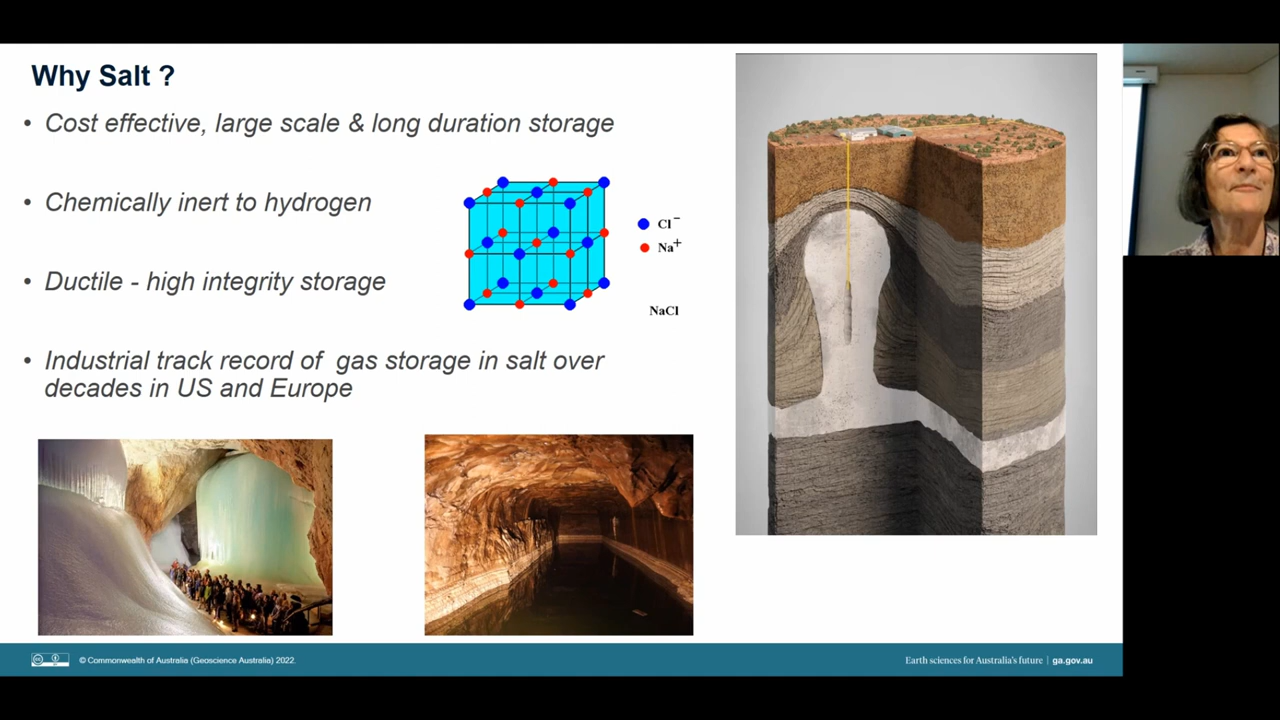 Why Salt ?
• Cost effective, large scale & long duration storage
• Chemically inert to hydrogen
• Ductile - high integrity storage
• Industrial track record of gas storage in salt over
decades in US and Europe
Cl⁻
Na⁺
NaCl
© Commonwealth of Australia (Geoscience Australia) 2022.
Earth sciences for Australia's future | ga.gov.au